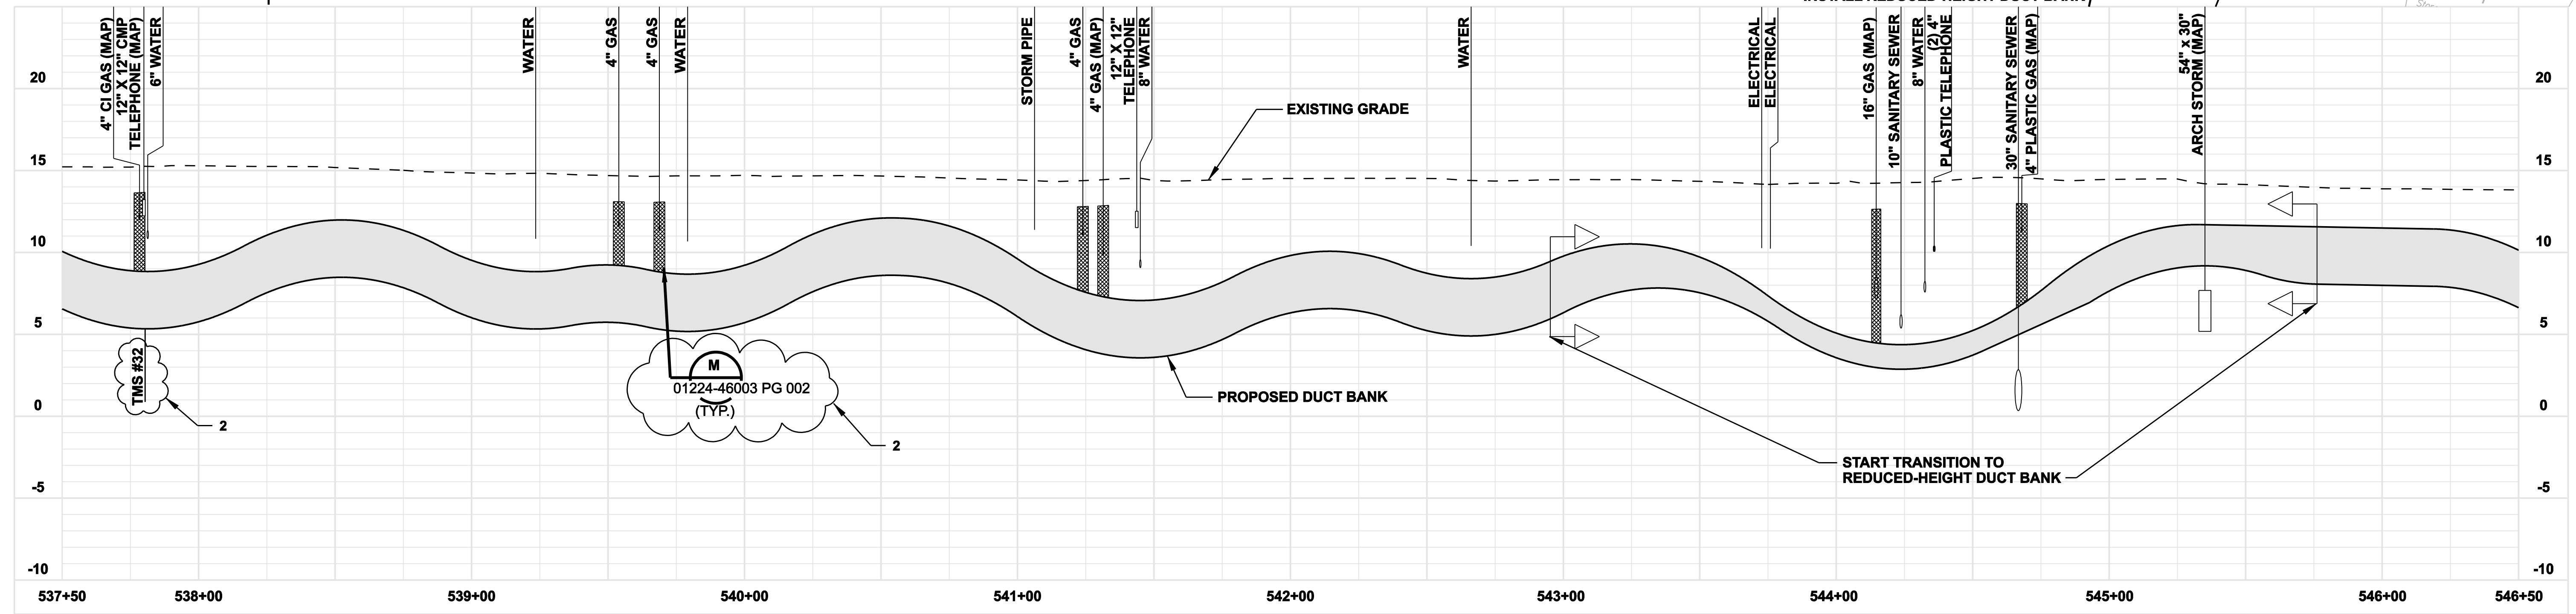 INSTALL REDUCED-HEIGHT DUCT BANK
4" CI GAS (MAP)
12" X 12" CMP
TELEPHONE (MAP)
6" WATER
WATER
4" GAS
4" GAS
WATER
STORM PIPE
4" GAS
4" GAS (MAP)
12" X 12"
TELEPHONE
8" WATER
WATER
ELECTRICAL
ELECTRICAL
16" GAS (MAP)
10" SANITARY SEWER
8" WATER
(2) 4"
PLASTIC TELEPHONE
30" SANITARY SEWER
4" PLASTIC GAS (MAP)
54" x 30"
ARCH STORM (MAP)
20
20
EXISTING GRADE
15
15
10
10
5
5
TMS #32
M
01224-46003 PG 002
(TYP.)
PROPOSED DUCT BANK
0
0
2
2
START TRANSITION TO
REDUCED-HEIGHT DUCT BANK
-5
-5
-10
-10
537+50
538+00
539+00
540+00
541+00
542+00
543+00
544+00
545+00
546+00
546+50